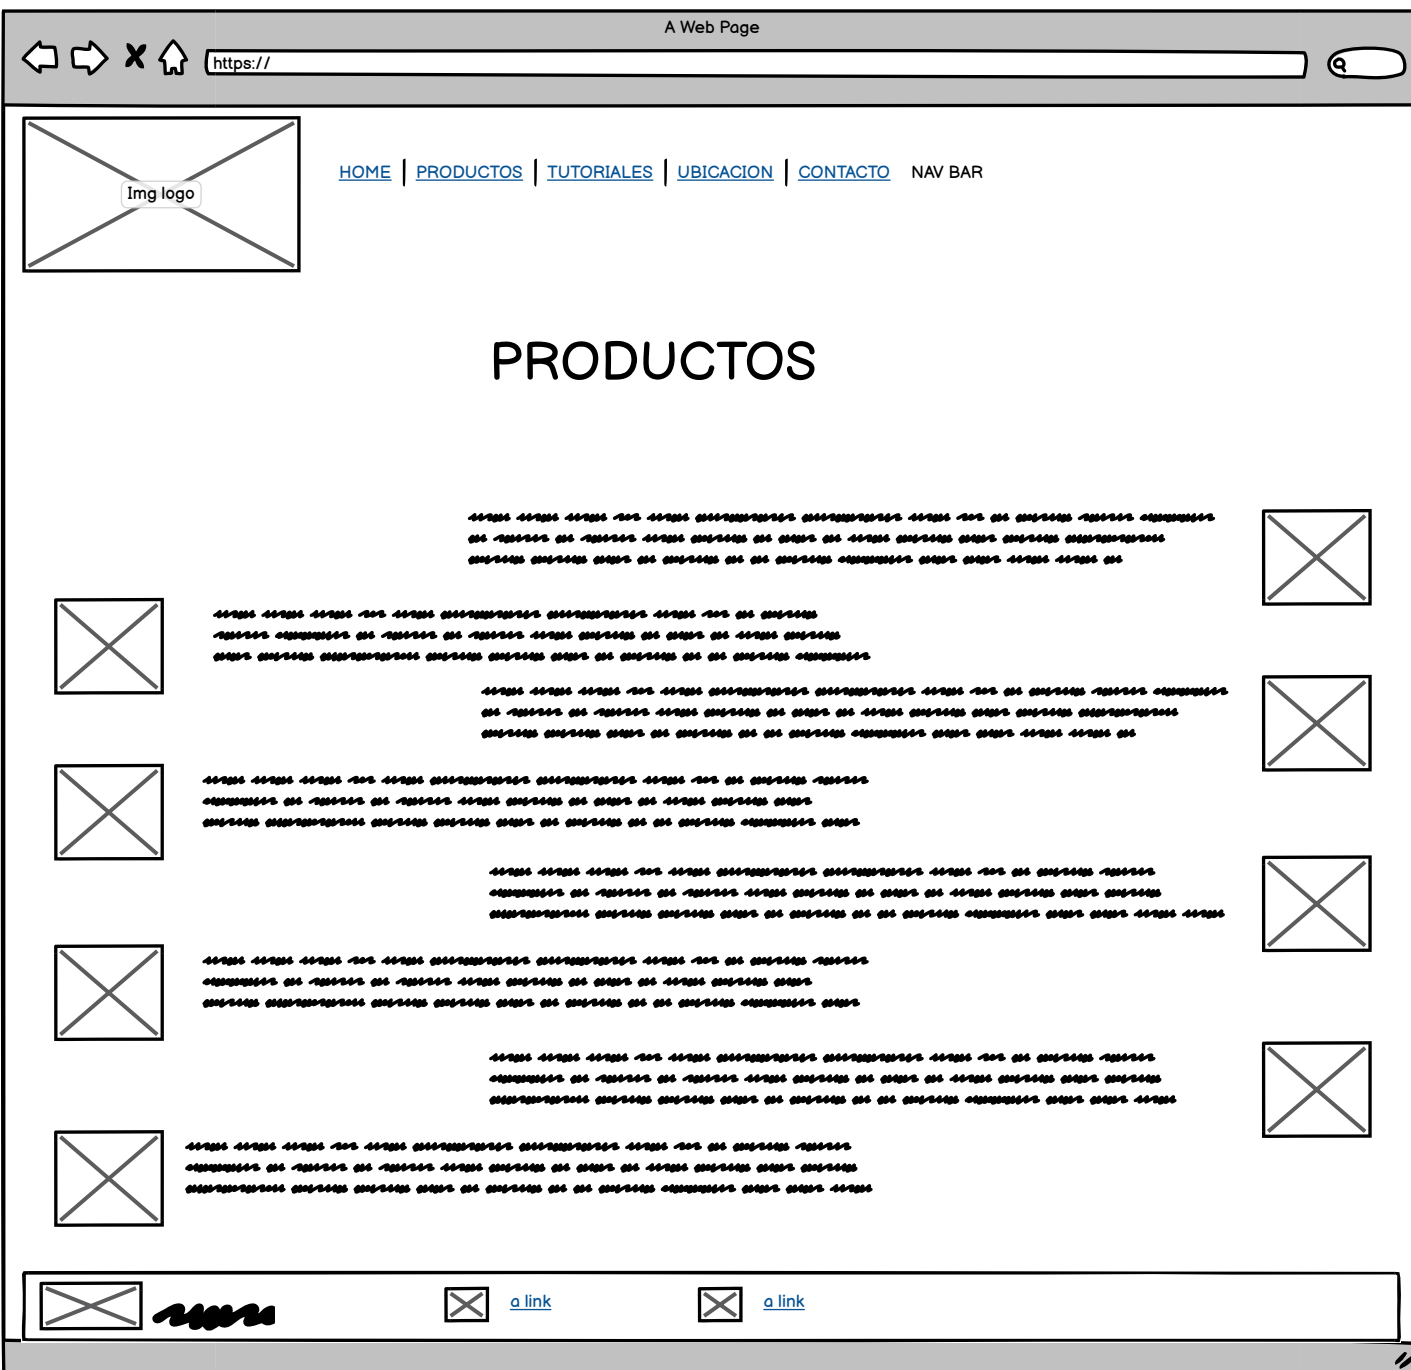 A Web Page
https://
Img logo
HOME | PRODUCTOS | TUTORIALES | UBICACION | CONTACTO NAV BAR
PRODUCTOS
a link a link